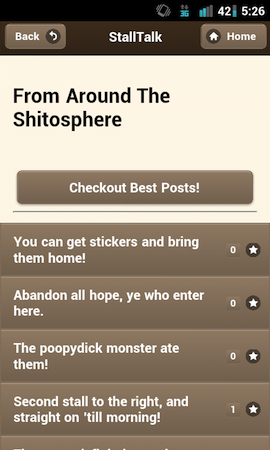 3G
42 5:26
Back
StallTalk
Home
From Around The
Shitosphere
Checkout Best Posts!
You can get stickers and bring
them home!
0
Abandon all hope, ye who enter
here.
0
The poopydick monster ate
them!
0
Second stall to the right, and
straight on 'till morning!
1